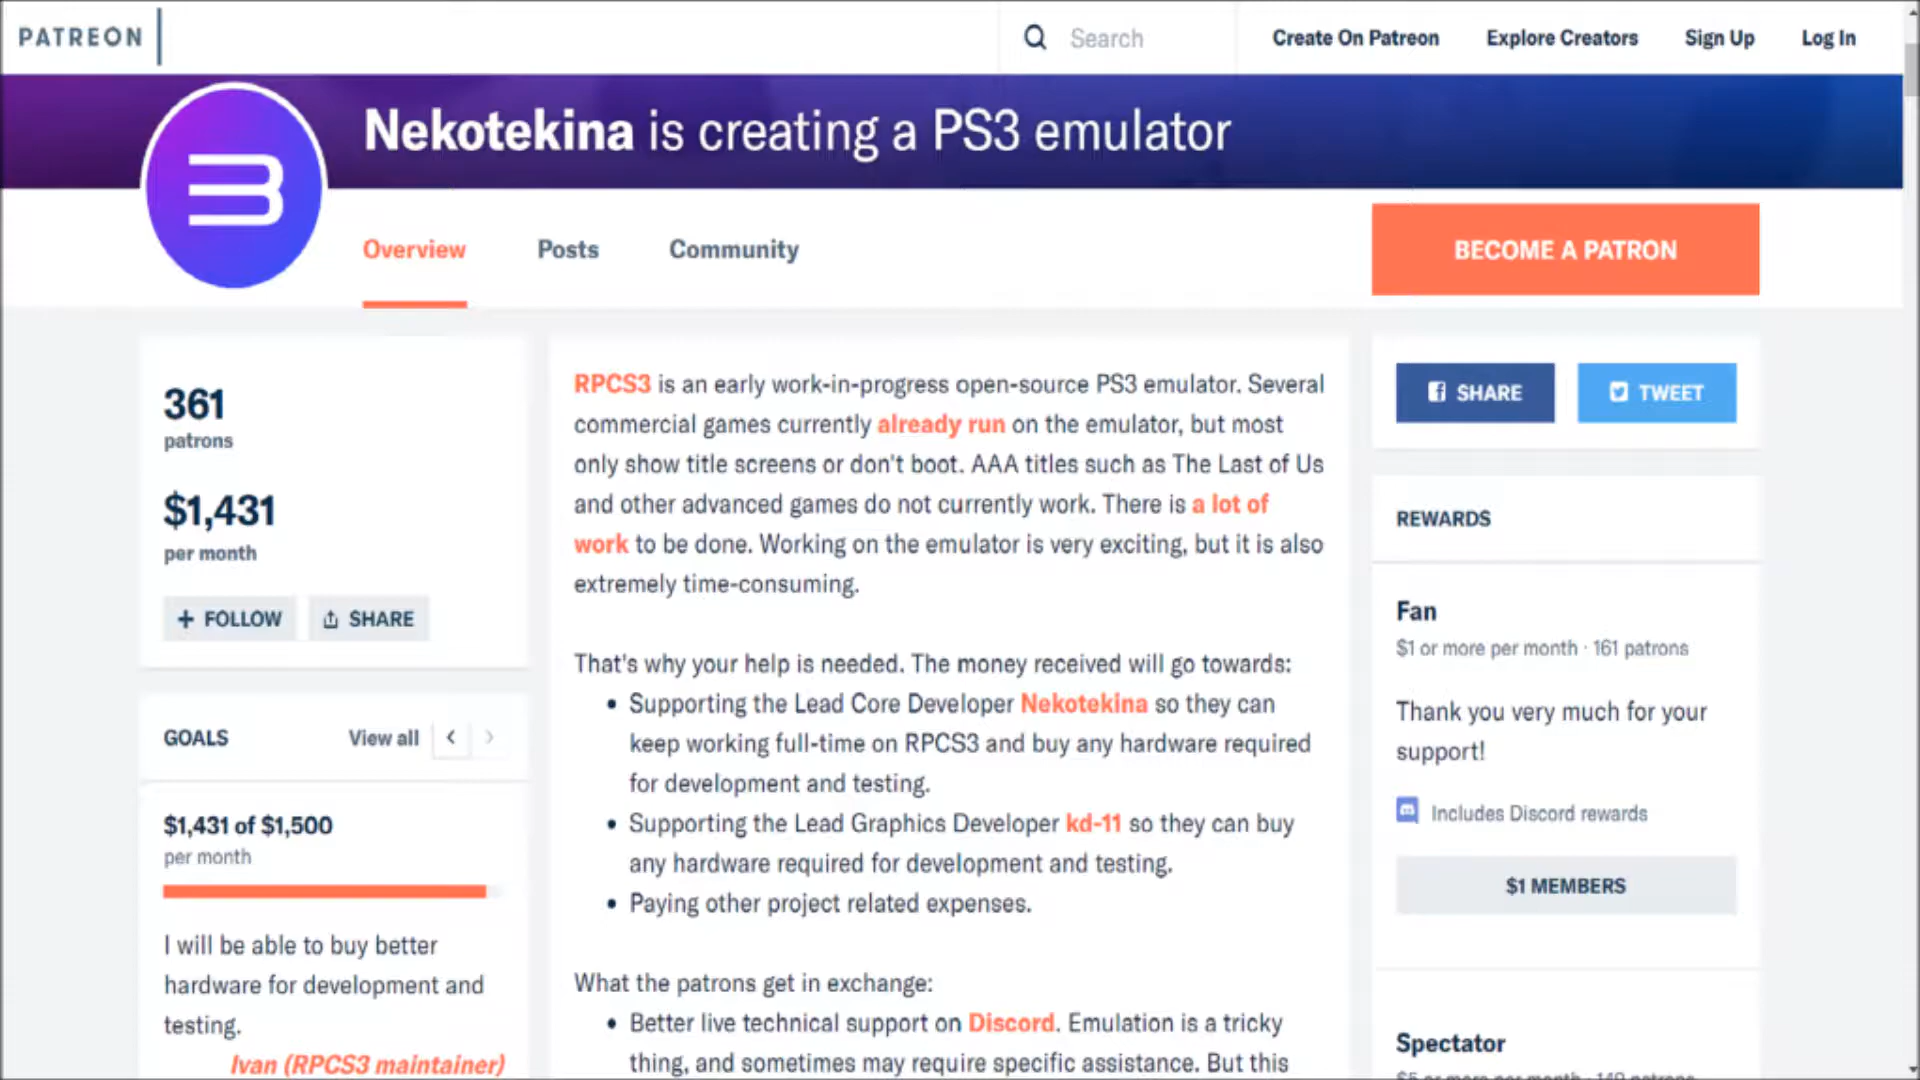 PATREON
Search
Create On Patreon
Explore Creators
Sign Up
Log In
Nekotekina is creating a PS3 emulator
Overview
Posts
Community
BECOME A PATRON
361
patrons
$1,431
per month
FOLLOW
SHARE
GOALS
View all
$1,431 of $1,500
per month
I will be able to buy better
hardware for development and
testing.
Ivan (RPCS3 maintainer)
RPCS3 is an early work-in-progress open-source PS3 emulator. Several
commercial games currently already run on the emulator, but most
only show title screens or don't boot. AAA titles such as The Last of Us
and other advanced games do not currently work. There is a lot of
work to be done. Working on the emulator is very exciting, but it is also
extremely time-consuming.
That's why your help is needed. The money received will go towards:
• Supporting the Lead Core Developer Nekotekina so they can
keep working full-time on RPCS3 and buy any hardware required
for development and testing.
• Supporting the Lead Graphics Developer kd-11 so they can buy
any hardware required for development and testing.
• Paying other project related expenses.
What the patrons get in exchange:
• Better live technical support on Discord. Emulation is a tricky
thing, and sometimes may require specific assistance. But this
SHARE
TWEET
REWARDS
Fan
$1 or more per month · 161 patrons
Thank you very much for your
support!
Includes Discord rewards
$1 MEMBERS
Spectator
$5 or more per month · 149 patrons